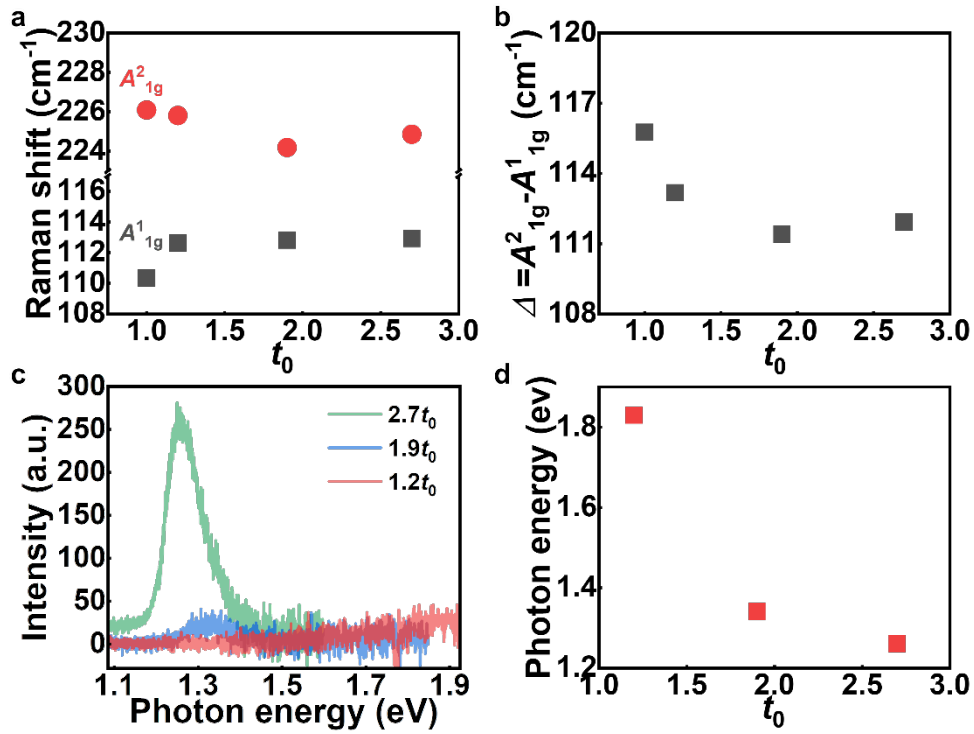 a
Raman shift (cm⁻¹)
230
228
226
224
116
114
112
110
108
A²₁g
A¹₁g
1.0 1.5 2.0 2.5 3.0
t₀
b
Δ =A²₁g-A¹₁g (cm⁻¹)
120
117
114
111
108
1.0 1.5 2.0 2.5 3.0
t₀
c
Intensity (a.u.)
300
250
200
150
100
50
0
2.7t₀
1.9t₀
1.2t₀
1.1 1.3 1.5 1.7 1.9
Photon energy (eV)
d
Photon energy (ev)
1.8
1.6
1.4
1.2
1.0 1.5 2.0 2.5 3.0
t₀